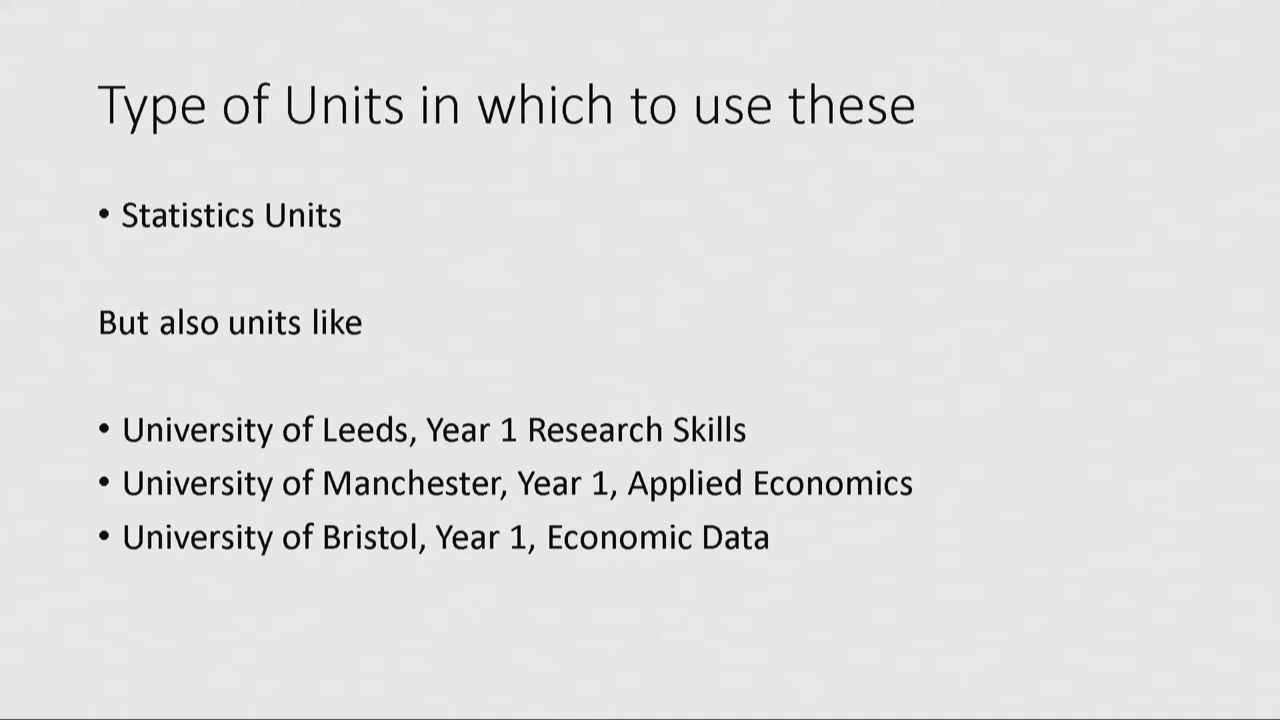 Type of Units in which to use these
• Statistics Units
But also units like
• University of Leeds, Year 1 Research Skills
• University of Manchester, Year 1, Applied Economics
• University of Bristol, Year 1, Economic Data